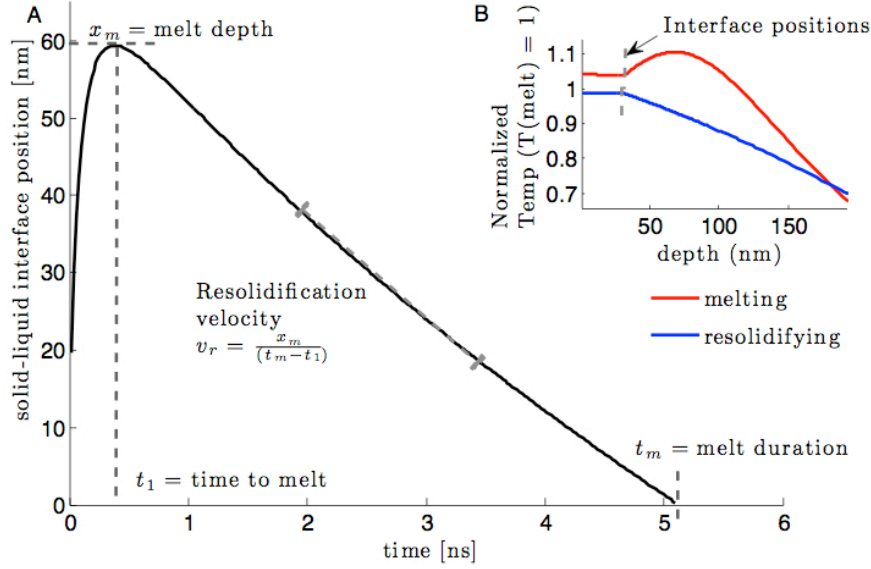 A
x_m = melt depth
solid-liquid interface position [nm]
60
50
40
30
20
10
0
Resolidification
velocity
v_r = x_m/(t_m−t_1)
t_1 = time to melt
t_m = melt duration
0
1
2
3
4
5
6
time [ns]
B
Interface positions
Normalized
Temp (T(melt) = 1)
1.1
1
0.9
0.8
0.7
50
100
150
depth (nm)
melting
resolidifying